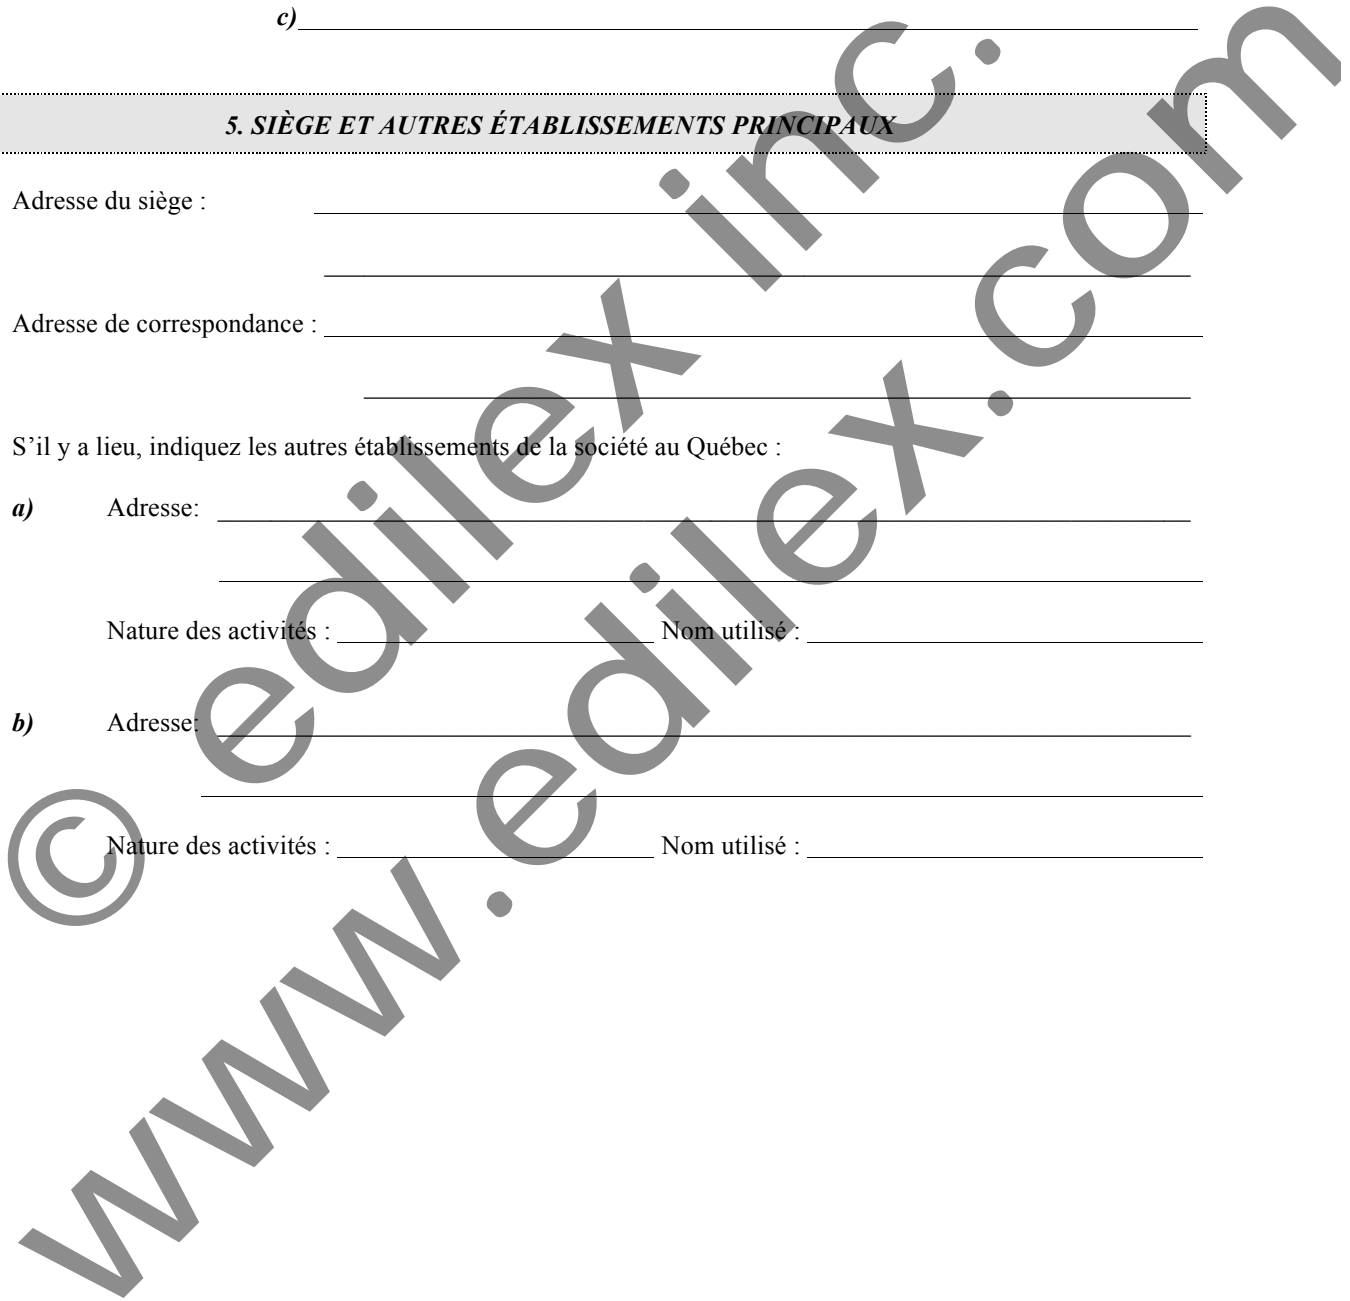 c)
5. SIÈGE ET AUTRES ÉTABLISSEMENTS PRINCIPAUX
Adresse du siège :
Adresse de correspondance :
S’il y a lieu, indiquez les autres établissements de la société au Québec :
a) Adresse:
Nature des activités : Nom utilisé :
b) Adresse:
Nature des activités : Nom utilisé :
© edilex inc.
www.edilex.com